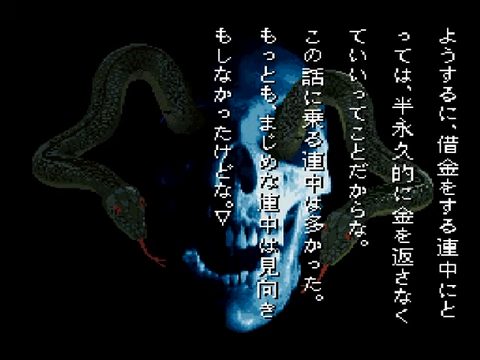 ようするに、借金をする連中にと
っては、半永久的に金を返さなく
ていいってことだからな。
この話に乗る連中は多かった。
もっとも、まじめな連中は見向き
もしなかったけどな。▽